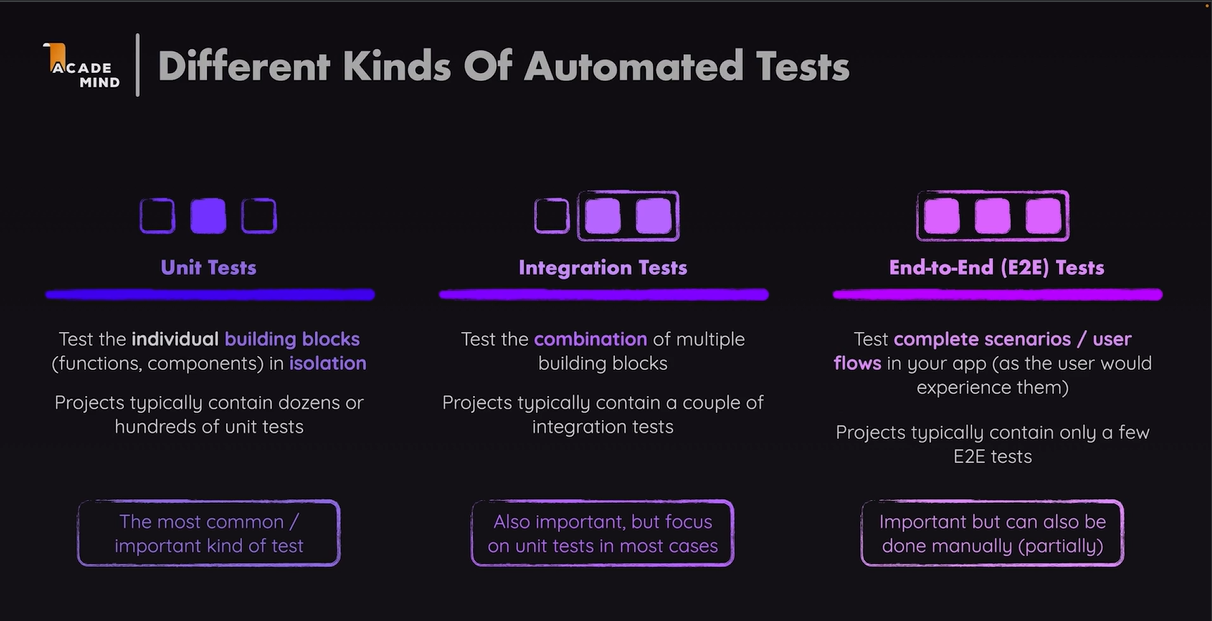 ACADE
MIND
Different Kinds Of Automated Tests
Unit Tests
Test the individual building blocks
(functions, components) in isolation
Projects typically contain dozens or
hundreds of unit tests
The most common /
important kind of test
Integration Tests
Test the combination of multiple
building blocks
Projects typically contain a couple of
integration tests
Also important, but focus
on unit tests in most cases
End-to-End (E2E) Tests
Test complete scenarios / user
flows in your app (as the user would
experience them)
Projects typically contain only a few
E2E tests
Important but can also be
done manually (partially)